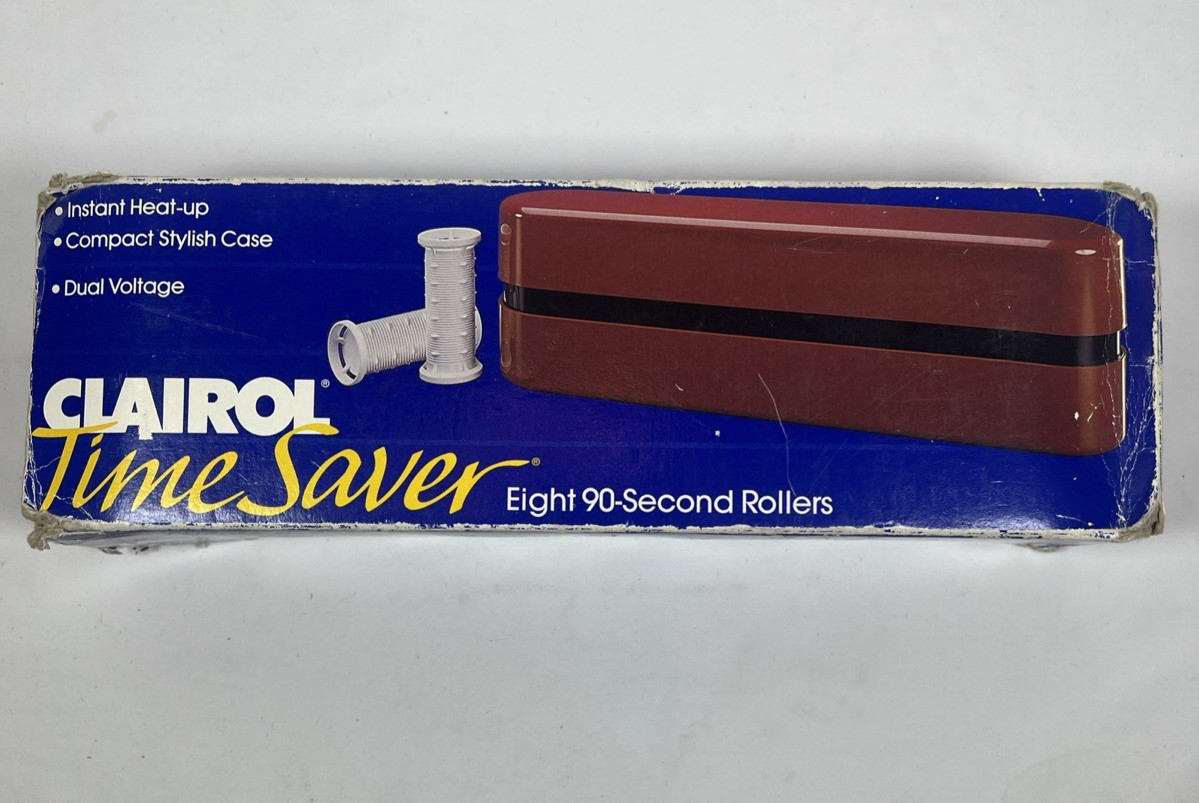 • Instant Heat-up
• Compact Stylish Case
• Dual Voltage
CLAIROL®
Time Saver®
Eight 90-Second Rollers